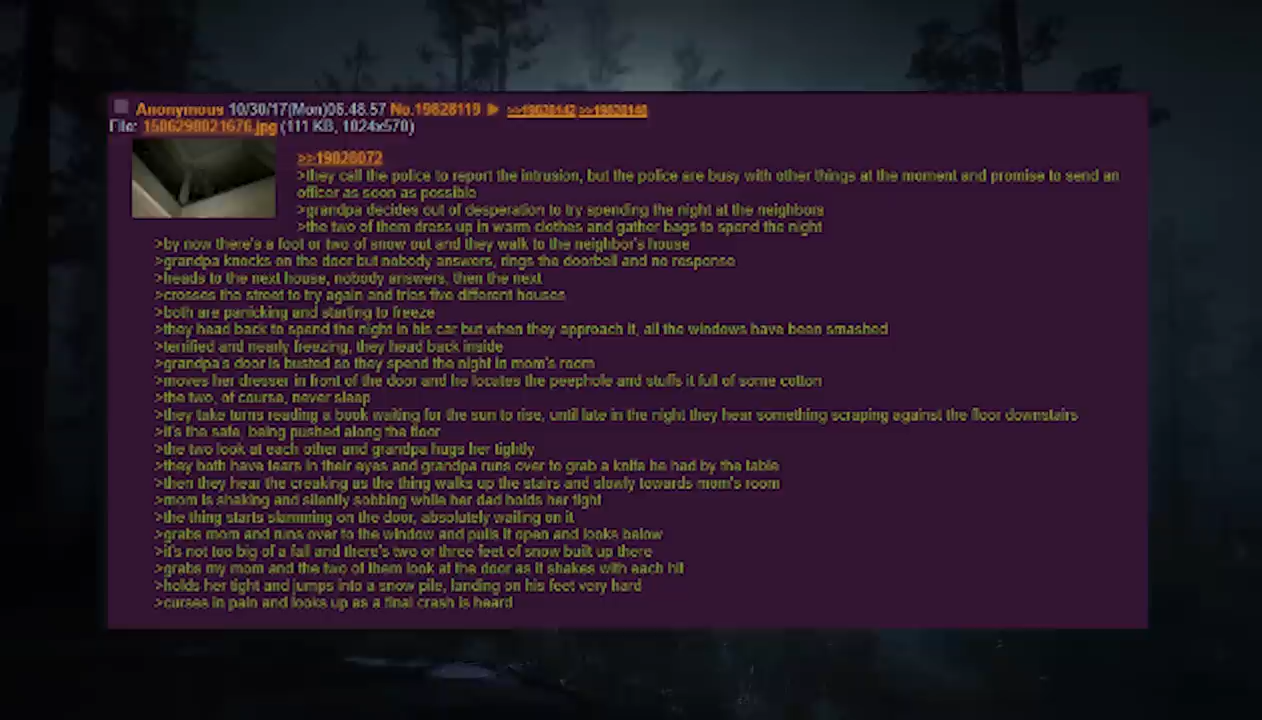 Anonymous 10/30/17(Mon)06:48:57 No.19828119 ▶ >>19828142 >>19828148
File: 1506290021676.jpg (111 KB, 1024x570)
>>19828072
>they call the police to report the intrusion, but the police are busy with other things at the moment and promise to send an
officer as soon as possible
>grandpa decides out of desperation to try spending the night at the neighbors
>the two of them dress up in warm clothes and gather bags to spend the night
>by now there's a foot or two of snow out and they walk to the neighbor's house
>grandpa knocks on the door but nobody answers, rings the doorbell and no response
>heads to the next house, nobody answers, then the next
>crosses the street to try again and tries five different houses
>both are panicking and starting to freeze
>they head back to spend the night in his car but when they approach it, all the windows have been smashed
>terrified and nearly freezing, they head back inside
>grandpa's door is busted so they spend the night in mom's room
>moves her dresser in front of the door and he locates the peephole and stuffs it full of some cotton
>the two, of course, never sleep
>they take turns reading a book waiting for the sun to rise, until late in the night they hear something scraping against the floor downstairs
>it's the safe, being pushed along the floor
>the two look at each other and grandpa hugs her tightly
>they both have tears in their eyes and grandpa runs over to grab a knife he had by the table
>then they hear the creaking as the thing walks up the stairs and slowly towards mom's room
>mom is shaking and silently sobbing while her dad holds her tight
>the thing starts slamming on the door, absolutely wailing on it
>grabs mom and runs over to the window and pulls it open and looks below
>it's not too big of a fall and there's two or three feet of snow built up there
>grabs my mom and the two of them look at the door as it shakes with each hit
>holds her tight and jumps into a snow pile, landing on his feet very hard
>curses in pain and looks up as a final crash is heard